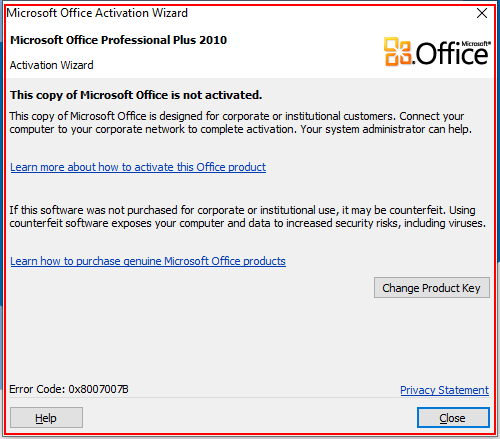 Microsoft Office Activation Wizard
Microsoft Office Professional Plus 2010
Activation Wizard
Microsoft®
Office
This copy of Microsoft Office is not activated.
This copy of Microsoft Office is designed for corporate or institutional customers. Connect your
computer to your corporate network to complete activation. Your system administrator can help.
Learn more about how to activate this Office product
If this software was not purchased for corporate or institutional use, it may be counterfeit. Using
counterfeit software exposes your computer and data to increased security risks, including viruses.
Learn how to purchase genuine Microsoft Office products
Change Product Key
Error Code: 0x8007007B
Privacy Statement
Help
Close